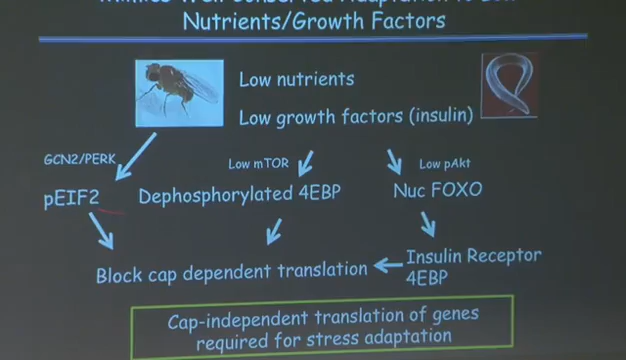 Nutrients/Growth Factors
Low nutrients
Low growth factors (insulin)
GCN2/PERK
Low mTOR
Low pAkt
pEIF2
Dephosphorylated 4EBP
Nuc FOXO
Block cap dependent translation
Insulin Receptor
4EBP
Cap-independent translation of genes
required for stress adaptation